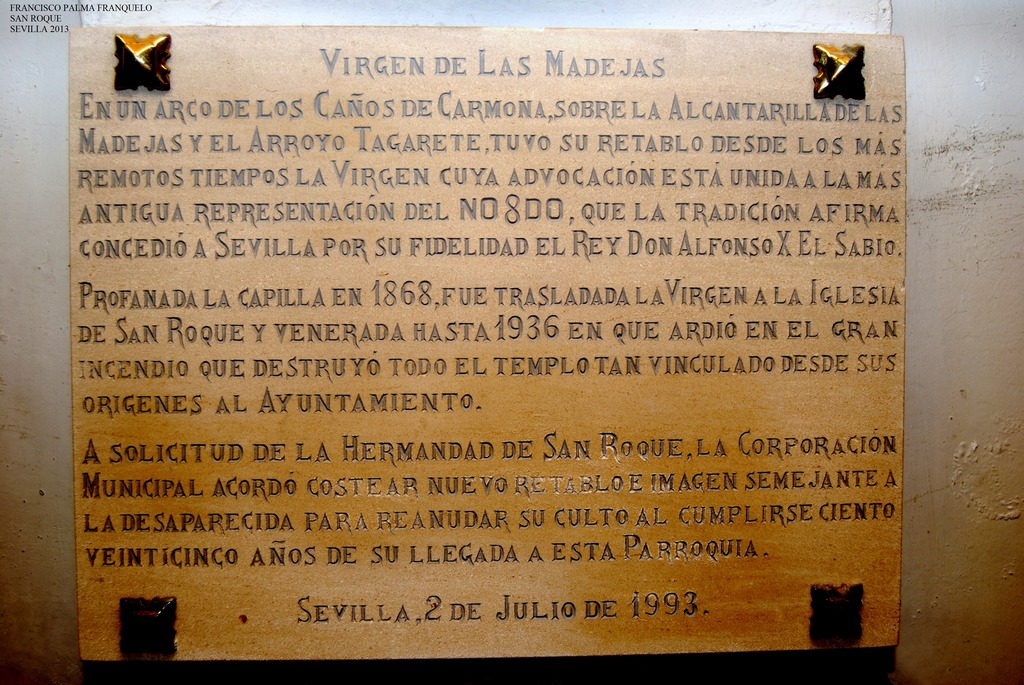 FRANCISCO PALMA FRANQUELO
SAN ROQUE
SEVILLA 2013
VIRGEN DE LAS MADEJAS
EN UN ARCO DE LOS CAÑOS DE CARMONA, SOBRE LA ALCANTARILLA DE LAS
MADEJAS Y EL ARROYO TAGARETE, TUVO SU RETABLO DESDE LOS MÁS
REMOTOS TIEMPOS LA VIRGEN CUYA ADVOCACIÓN ESTÁ UNIDA A LA MAS
ANTIGUA REPRESENTACIÓN DEL NO8DO, QUE LA TRADICIÓN AFIRMA
CONCEDIÓ A SEVILLA POR SU FIDELIDAD EL REY DON ALFONSO X EL SABIO.
PROFANADA LA CAPILLA EN 1868, FUE TRASLADADA LA VIRGEN A LA IGLESIA
DE SAN ROQUE Y VENERADA HASTA 1936 EN QUE ARDIÓ EN EL GRAN
INCENDIO QUE DESTRUYÓ TODO EL TEMPLO TAN VINCULADO DESDE SUS
ORIGENES AL AYUNTAMIENTO.
A SOLICITUD DE LA HERMANDAD DE SAN ROQUE, LA CORPORACIÓN
MUNICIPAL ACORDÓ COSTEAR NUEVO RETABLO E IMAGEN SEMEJANTE A
LA DESAPARECIDA PARA REANUDAR SU CULTO AL CUMPLIRSE CIENTO
VEINTICINCO AÑOS DE SU LLEGADA A ESTA PARROQUIA.
SEVILLA, 2 DE JULIO DE 1993.